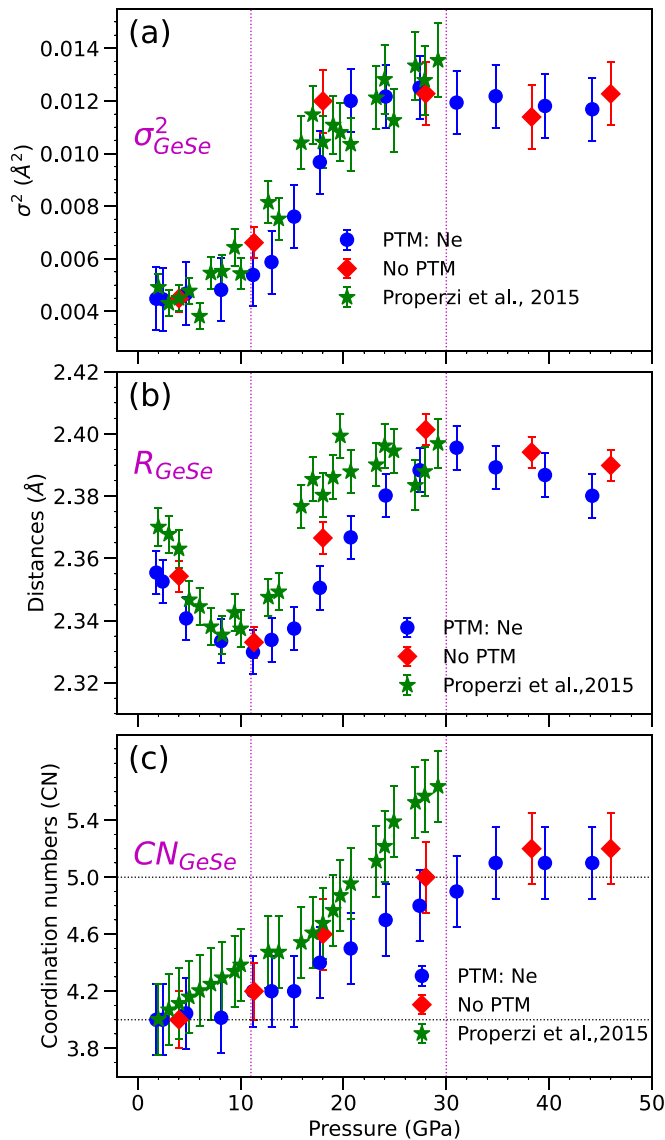 (a)
σ²GeSe
0.014
0.012
0.010
0.008
0.006
0.004
σ² (Å²)
PTM: Ne
No PTM
Properzi et al., 2015
(b)
RGeSe
2.42
2.40
2.38
2.36
2.34
2.32
Distances (Å)
PTM: Ne
No PTM
Properzi et al.,2015
(c)
CNGeSe
5.4
5.0
4.6
4.2
3.8
Coordination numbers (CN)
PTM: Ne
No PTM
Properzi et al.,2015
0 10 20 30 40 50
Pressure (GPa)